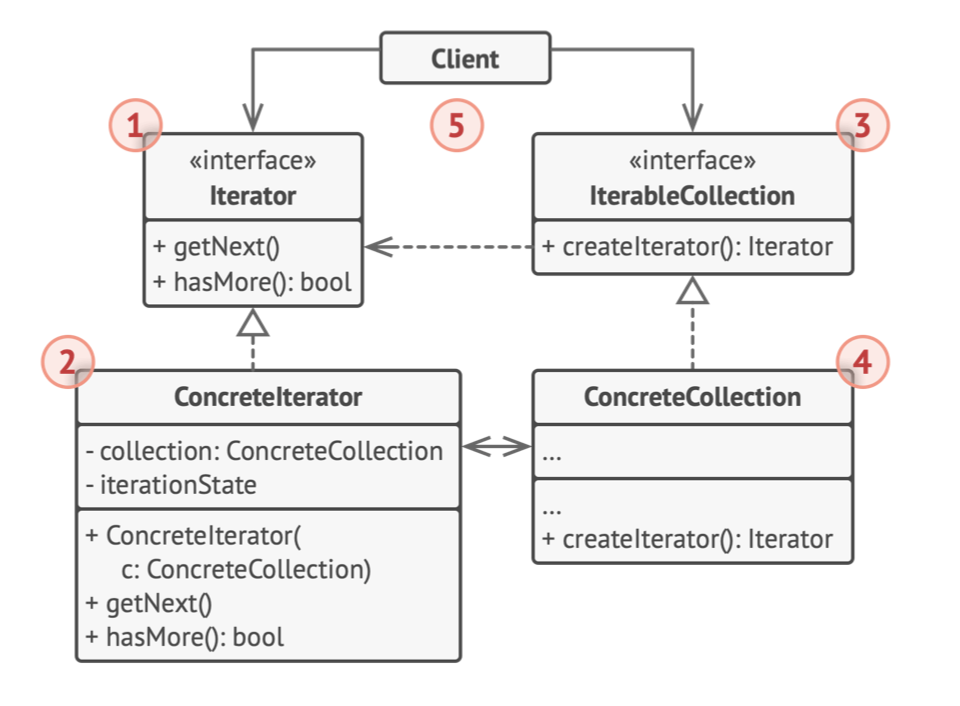 Client
1
5
3
«interface»
Iterator
+ getNext()
+ hasMore(): bool
«interface»
IterableCollection
+ createIterator(): Iterator
2
ConcreteIterator
- collection: ConcreteCollection
- iterationState
+ ConcreteIterator(
c: ConcreteCollection)
+ getNext()
+ hasMore(): bool
4
ConcreteCollection
...
...
+ createIterator(): Iterator